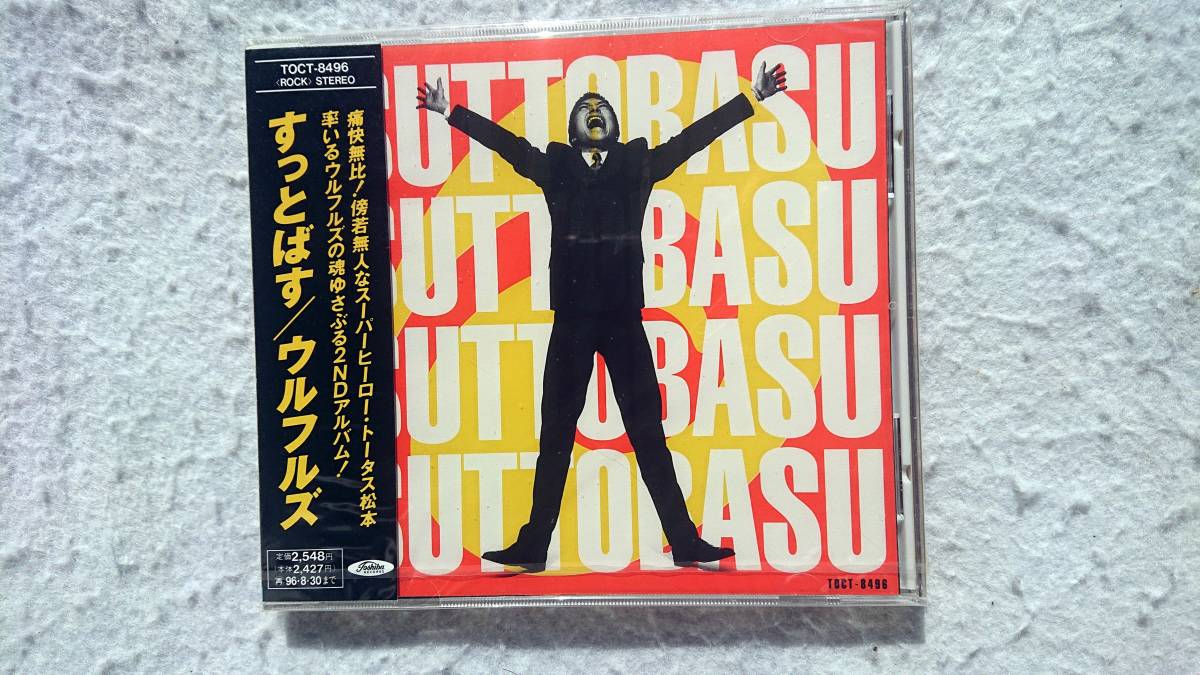 TOCT-8496
〈ROCK〉 STEREO
痛快無比!傍若無人なスーパーヒーロー・トータス松本
率いるウルフルズの魂ゆさぶる2NDアルバム!
すっとばす/ウルフルズ
定価2,548円
(本体2,427円)
再 96・8・30まで
Toshiba
RECORDS
SUTTOBASU
SUTTOBASU
SUTTOBASU
SUTTOBASU
TOCT-8496